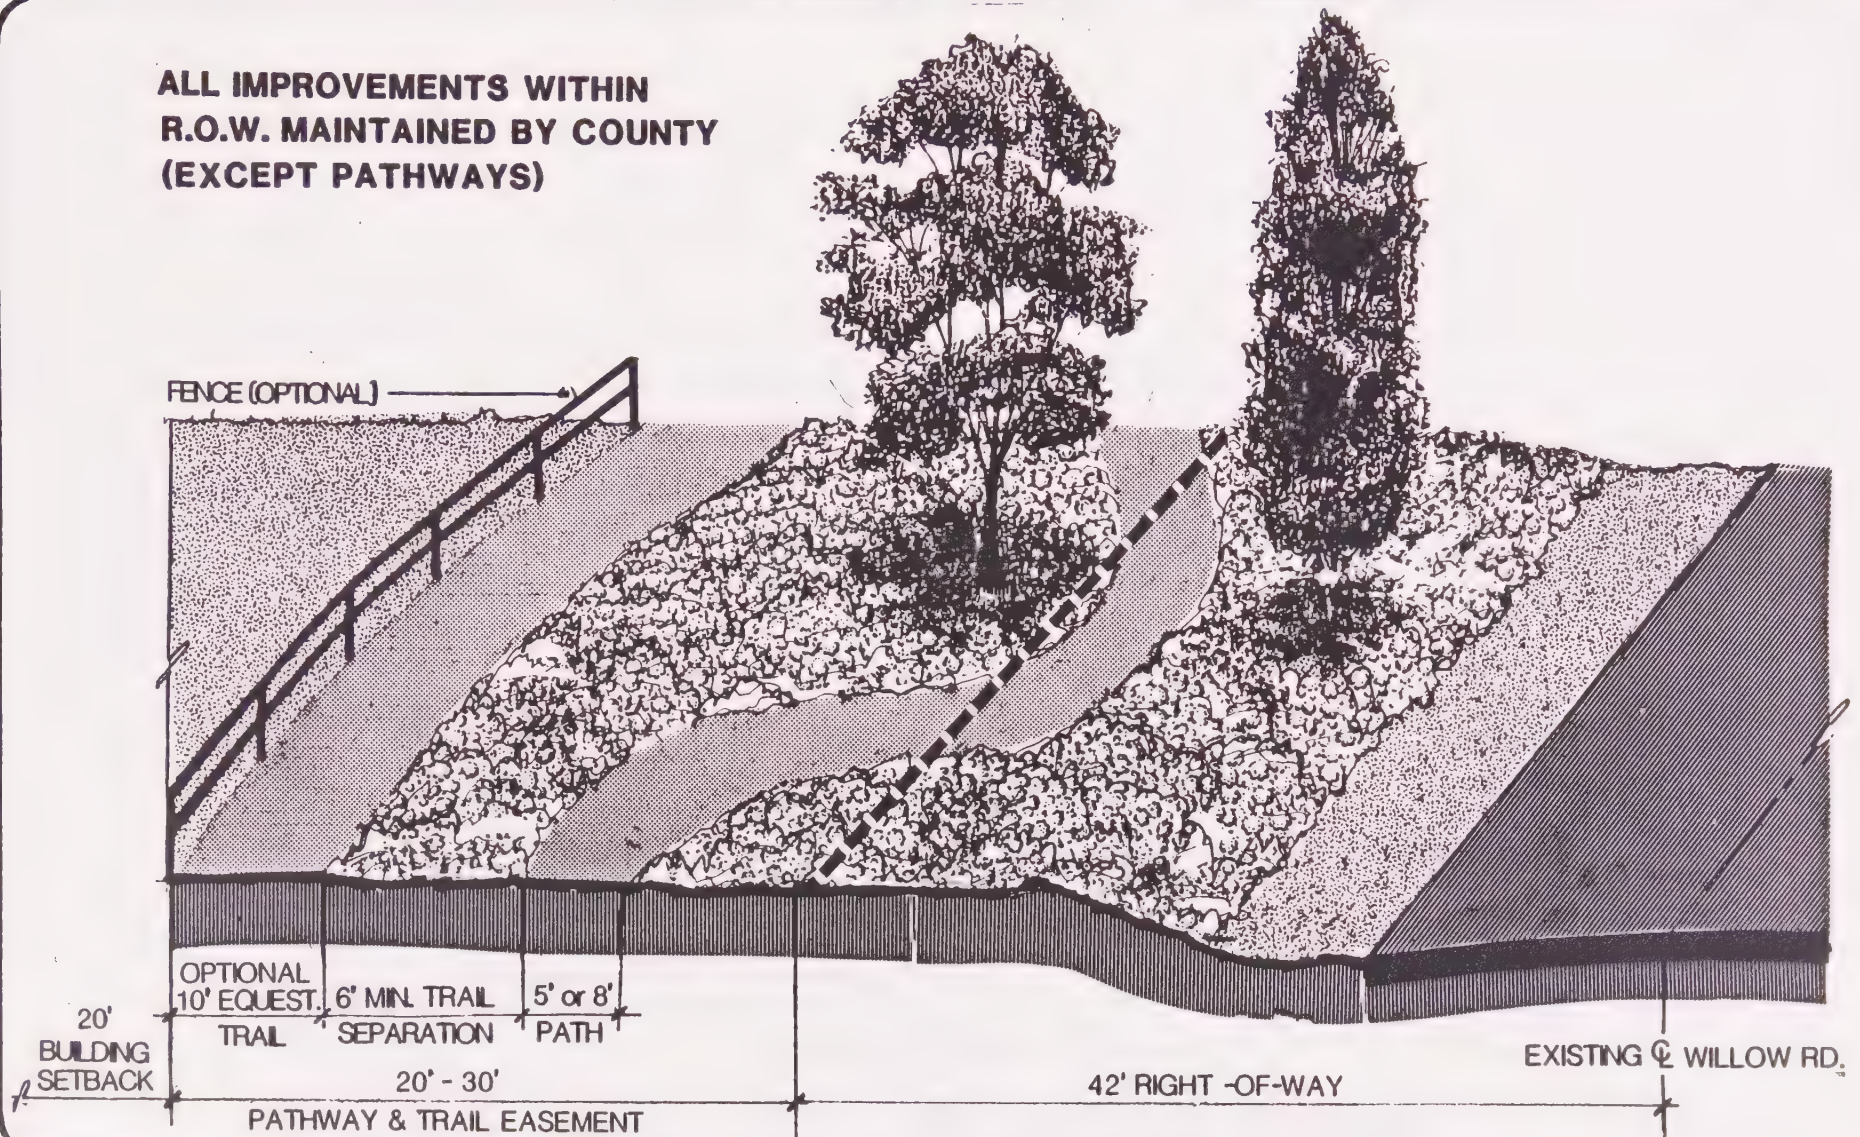 ALL IMPROVEMENTS WITHIN
R.O.W. MAINTAINED BY COUNTY
(EXCEPT PATHWAYS)
FENCE (OPTIONAL)
OPTIONAL
10' EQUEST.
TRAIL
6' MIN. TRAIL
SEPARATION
5' or 8'
PATH
20'
BUILDING
SETBACK
20' - 30'
PATHWAY & TRAIL EASEMENT
42' RIGHT-OF-WAY
EXISTING ℄ WILLOW RD.